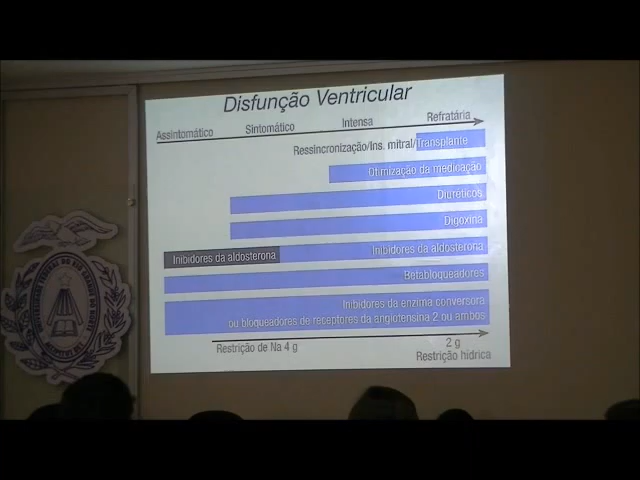 Disfunção Ventricular
Assintomático Sintomático Intensa Refratária
Ressincronização/Ins. mitral/Transplante
Otimização da medicação
Diuréticos
Digoxina
Inibidores da aldosterona Inibidores da aldosterona
Betabloqueadores
Inibidores da enzima conversora
ou bloqueadores de receptores da angiotensina 2 ou ambos
Restrição de Na 4 g 2 g
Restrição hídrica